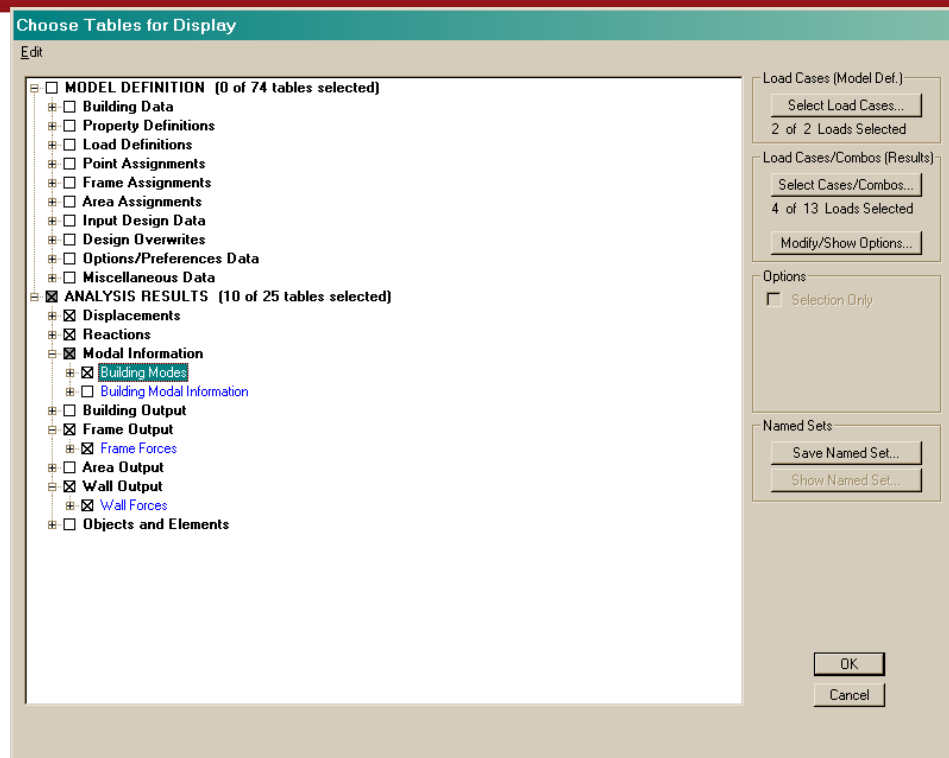 Choose Tables for Display
Edit
MODEL DEFINITION (0 of 74 tables selected)
Building Data
Property Definitions
Load Definitions
Point Assignments
Frame Assignments
Area Assignments
Input Design Data
Design Overwrites
Options/Preferences Data
Miscellaneous Data
ANALYSIS RESULTS (10 of 25 tables selected)
Displacements
Reactions
Modal Information
Building Modes
Building Modal Information
Building Output
Frame Output
Frame Forces
Area Output
Wall Output
Wall Forces
Objects and Elements
Load Cases (Model Def.)
Select Load Cases...
2 of 2 Loads Selected
Load Cases/Combos (Results)
Select Cases/Combos...
4 of 13 Loads Selected
Modify/Show Options...
Options
Selection Only
Named Sets
Save Named Set...
Show Named Set...
OK
Cancel